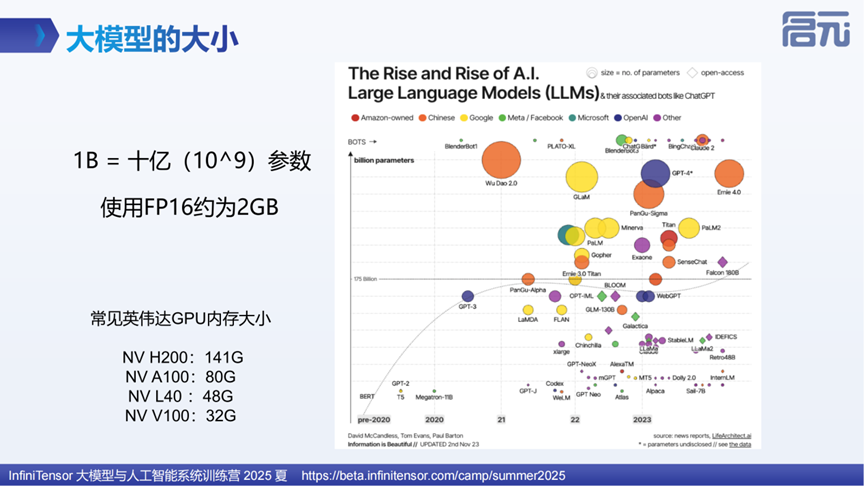 大模型的大小
启元
1B = 十亿（10^9）参数
使用FP16约为2GB
常见英伟达GPU内存大小
NV H200：141G
NV A100：80G
NV L40 ：48G
NV V100：32G
The Rise and Rise of A.I.
Large Language Models (LLMs) & their associated bots like ChatGPT
size = no. of parameters
open-access
Amazon-owned
Chinese
Google
Meta / Facebook
Microsoft
OpenAI
Other
BOTS →
BlenderBot1
PLATO-XL
BlenderBot3
Bard*
Claude 2
billion parameters
Wu Dao 2.0
GLaM
GPT-4*
Ernie 4.0
PanGu-Sigma
Minerva
Titan
PaLM2
PaLM
Exaone
Gopher
SenseChat
Falcon 180B
Ernie 3.0 Titan
175 Billion
BLOOM
PanGu-Alpha
OPT-IML
WebGPT
GPT-3
GLM-130B
LaMDA
FLAN
Galactica
Chinchilla
StableLM
IDEFICS
xlarge
LLaMa2
Retro48B
GPT-NeoX
AlexaTM
GPT-2
mGPT
MT5
Dolly 2.0
InternLM
Codex
BERT
T5
Megatron-11B
GPT-J
WeLM
GPT Neo
Atlas
Alpaca
Sail-7B
pre-2020
2020
21
22
2023
David McCandless, Tom Evans, Paul Barton
Information is Beautiful // UPDATED 2nd Nov 23
source: news reports, LifeArchitect.ai
* = parameters undisclosed // see the data
InfiniTensor 大模型与人工智能系统训练营 2025 夏 https://beta.infinitensor.com/camp/summer2025